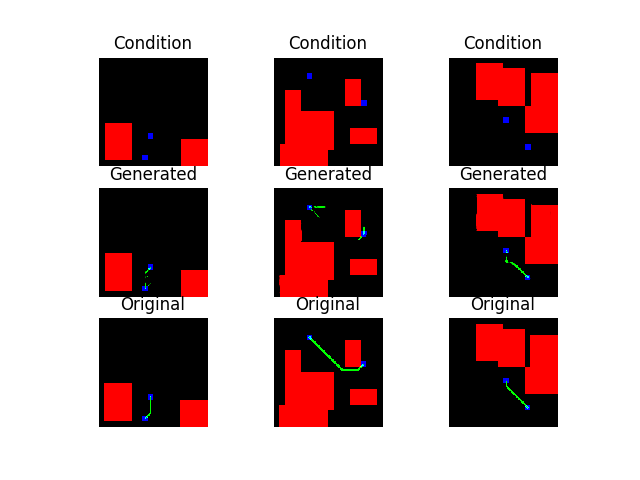 Condition Condition Condition
Generated Generated Generated
Original Original Original